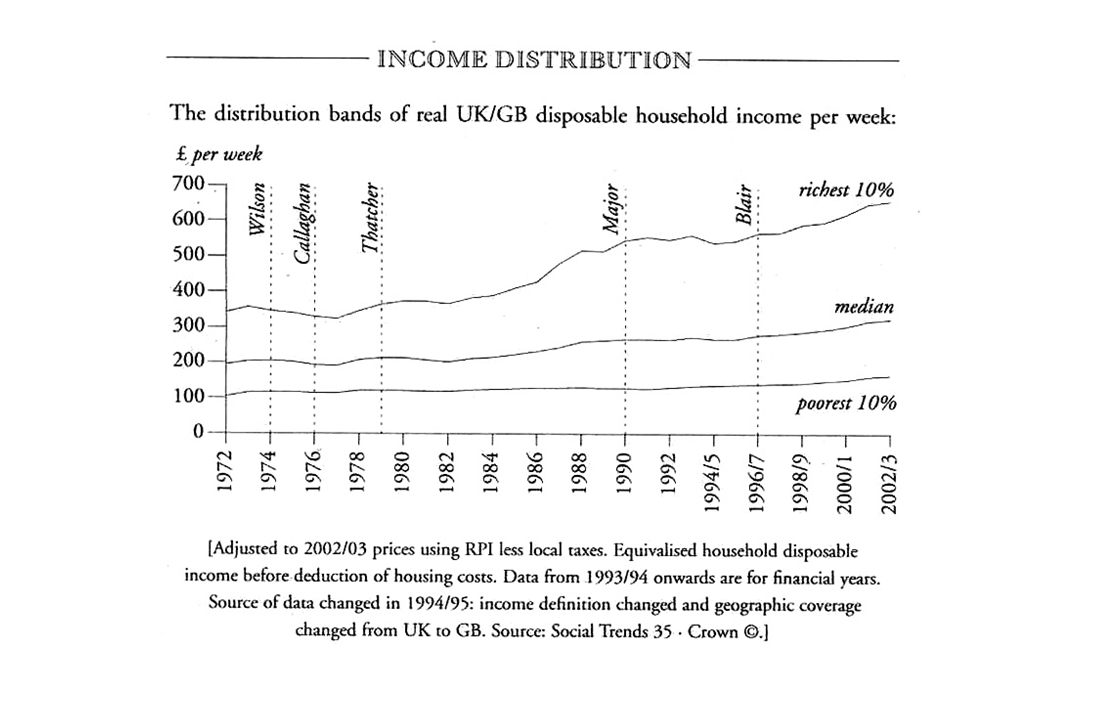 INCOME DISTRIBUTION
The distribution bands of real UK/GB disposable household income per week:
£ per week
700
600
500
400
300
200
100
0
Wilson
Callaghan
Thatcher
Major
Blair
richest 10%
median
poorest 10%
1972
1974
1976
1978
1980
1982
1984
1986
1988
1990
1992
1994/5
1996/7
1998/9
2000/1
2002/3
[Adjusted to 2002/03 prices using RPI less local taxes. Equivalised household disposable
income before deduction of housing costs. Data from 1993/94 onwards are for financial years.
Source of data changed in 1994/95: income definition changed and geographic coverage
changed from UK to GB. Source: Social Trends 35 · Crown ©.]